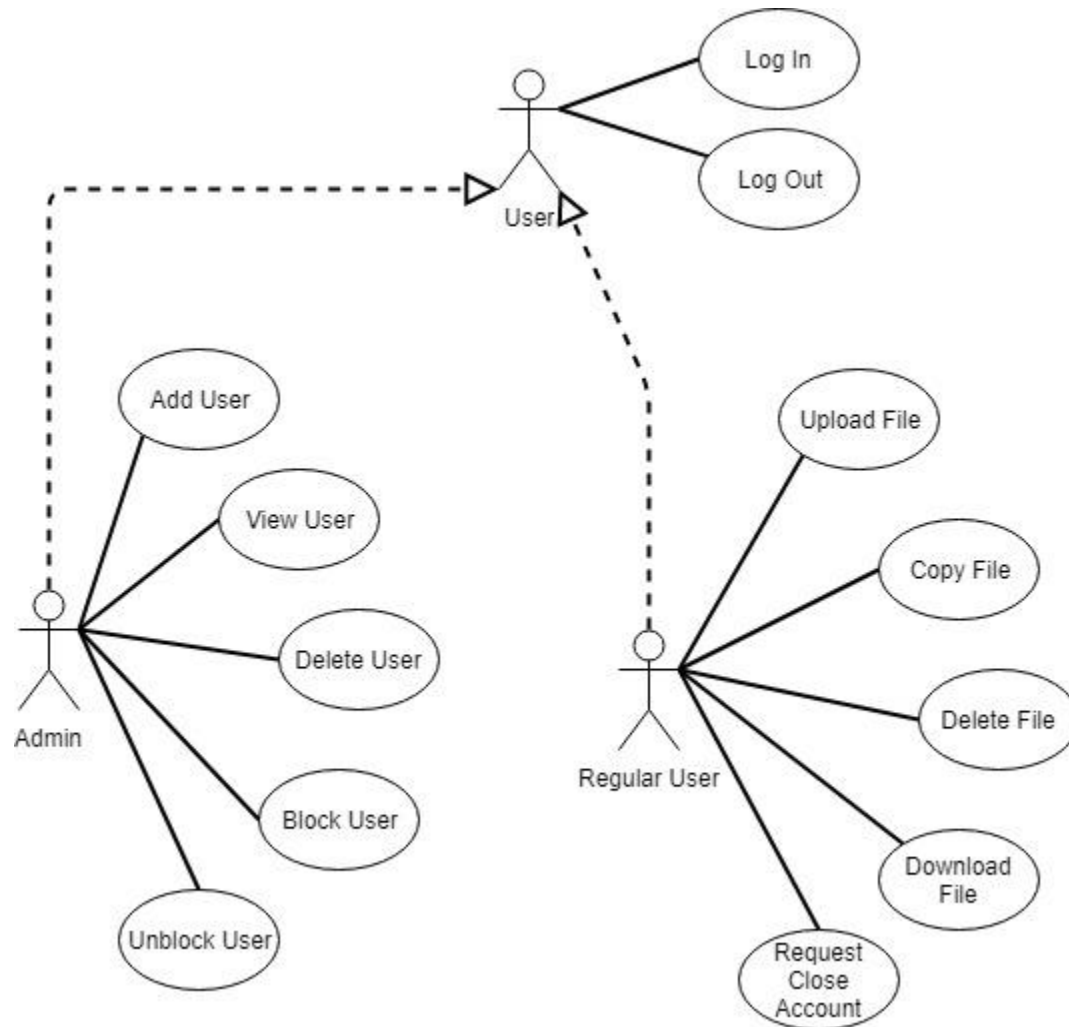 Log In
Log Out
User
Add User
View User
Delete User
Block User
Unblock User
Admin
Upload File
Copy File
Delete File
Download
File
Request
Close
Account
Regular User